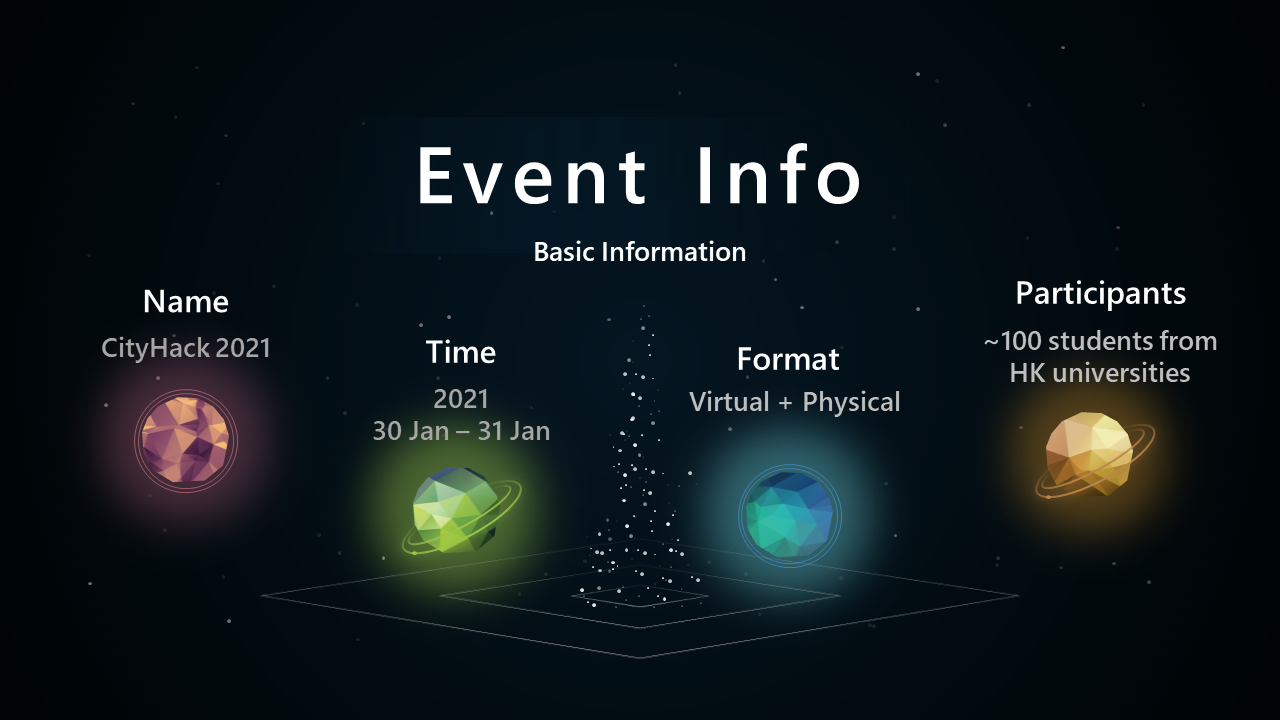 Event Info
Basic Information
Name
CityHack 2021
Time
2021
30 Jan – 31 Jan
Format
Virtual + Physical
Participants
~100 students from
HK universities